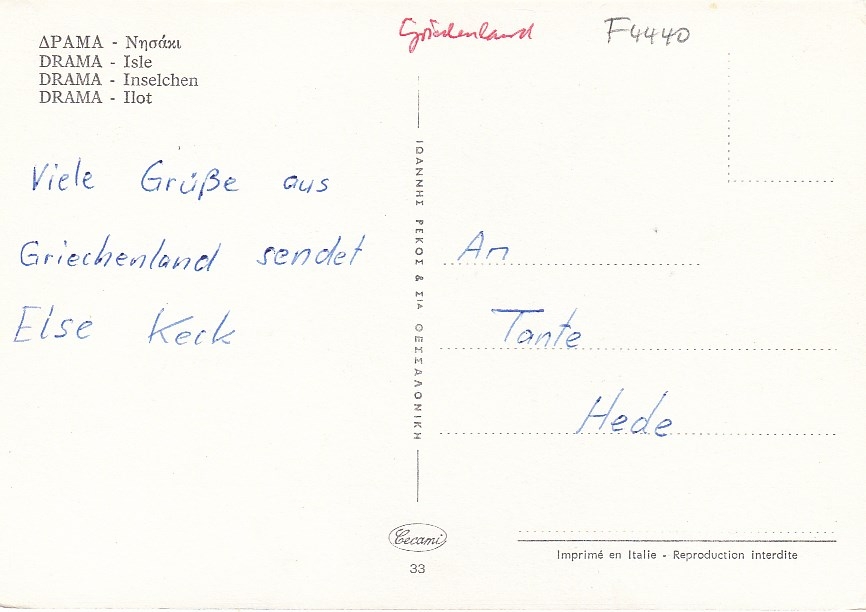 Griechenland
F4440
ΔΡΑΜΑ - Νησάκι
DRAMA - Isle
DRAMA - Inselchen
DRAMA - Ilot
Viele Grüße aus
Griechenland sendet
Else Keck
ΙΩΑΝΝΗΣ ΡΕΚΟΣ & ΣΙΑ ΘΕΣΣΑΛΟΝΙΚΗ
An
Tante
Hede
Cecami
33
Imprimé en Italie - Reproduction interdite